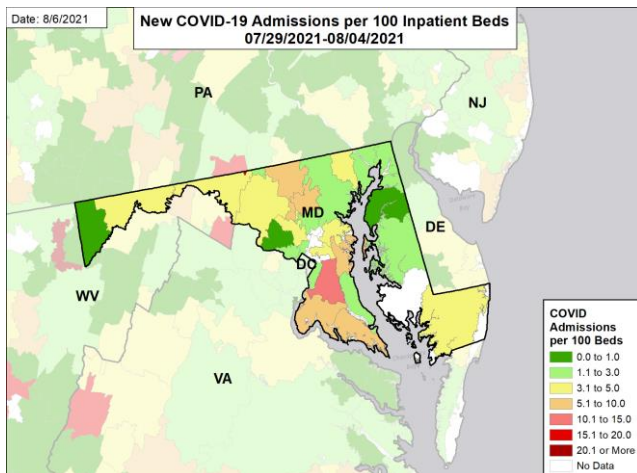 Date: 8/6/2021
New COVID-19 Admissions per 100 Inpatient Beds
07/29/2021-08/04/2021
PA
NJ
MD
DE
DC
WV
VA
COVID
Admissions
per 100 Beds
0.0 to 1.0
1.1 to 3.0
3.1 to 5.0
5.1 to 10.0
10.1 to 15.0
15.1 to 20.0
20.1 or More
No Data